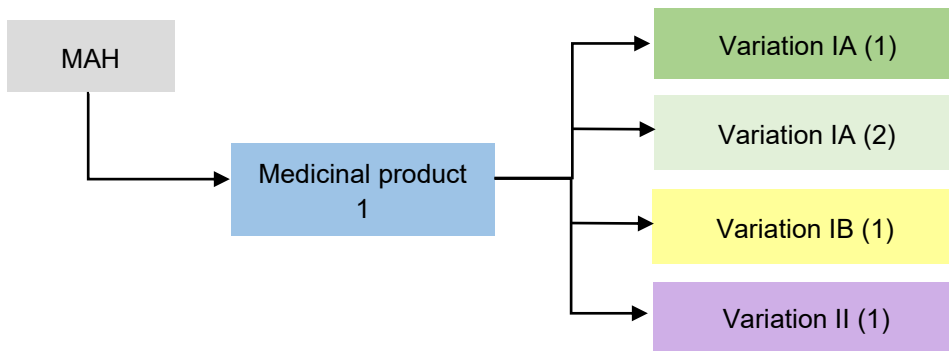 MAH
Variation IA (1)
Variation IA (2)
Medicinal product
1
Variation IB (1)
Variation II (1)